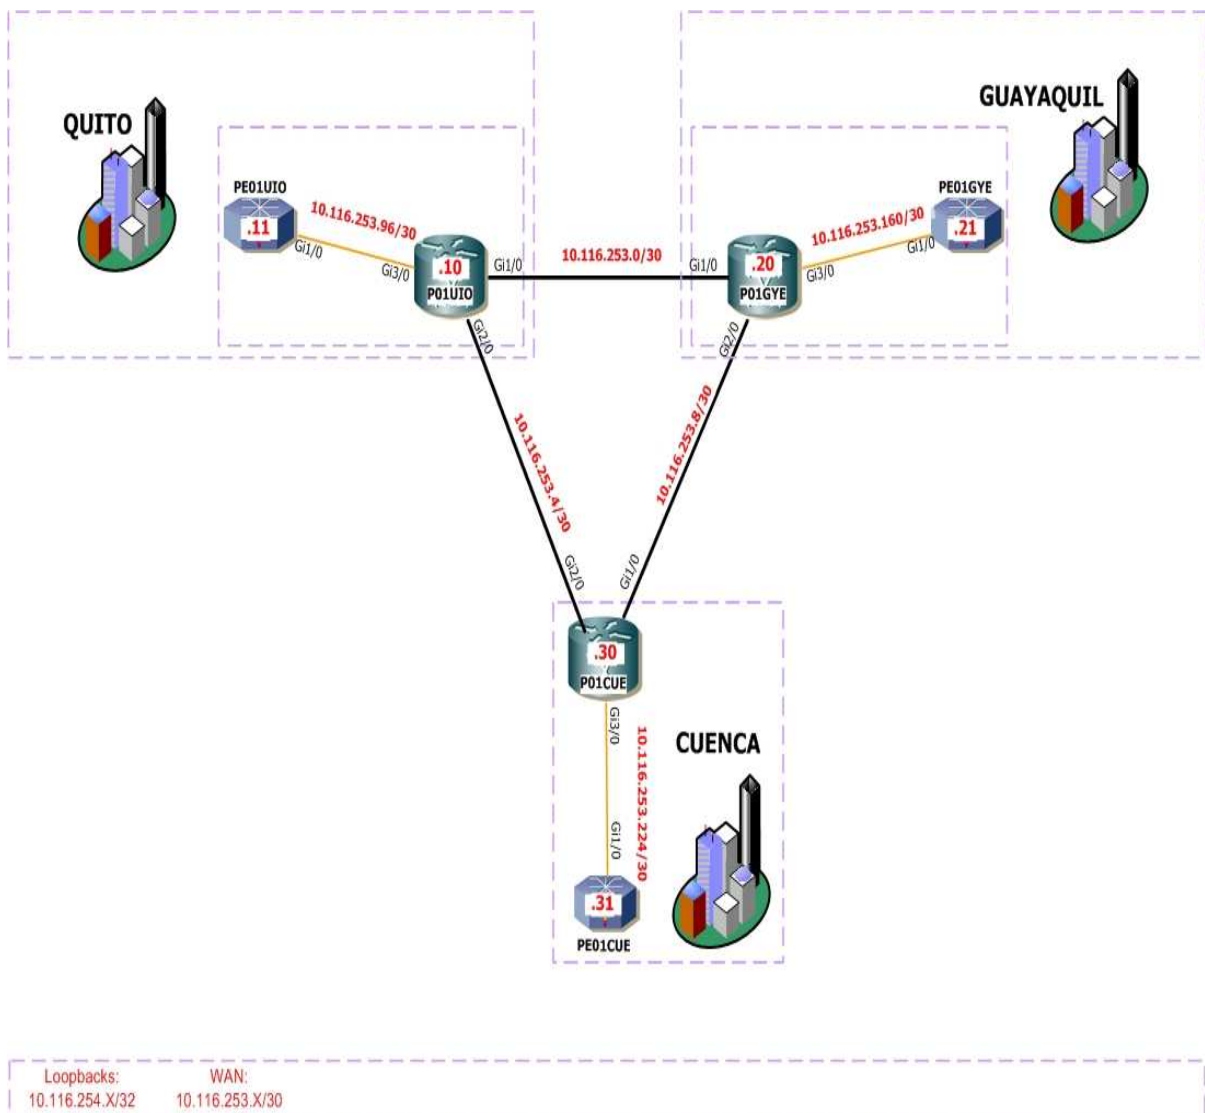 QUITO
GUAYAQUIL
PE01UIO
.11
Gi1/0
10.116.253.96/30
Gi3/0
.10
P01UIO
Gi1/0
10.116.253.0/30
Gi1/0
.20
P01GYE
Gi3/0
10.116.253.160/30
Gi1/0
PE01GYE
.21
Gi2/0
Gi2/0
10.116.253.4/30
10.116.253.8/30
Gi2/0
Gi1/0
.30
P01CUE
Gi3/0
10.116.253.224/30
CUENCA
Gi1/0
.31
PE01CUE
Loopbacks: WAN:
10.116.254.X/32 10.116.253.X/30